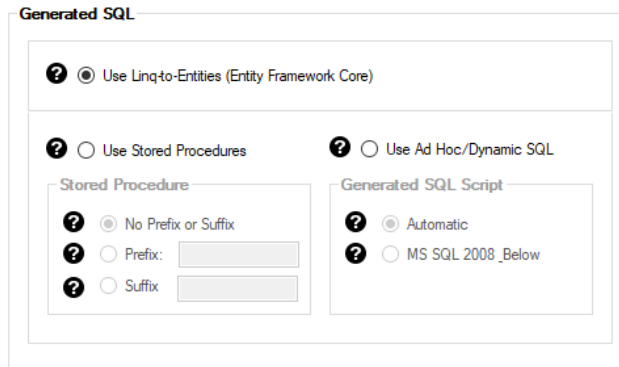 Generated SQL
Use Linq-to-Entities (Entity Framework Core)
Use Stored Procedures
Use Ad Hoc/Dynamic SQL
Stored Procedure
No Prefix or Suffix
Prefix:
Suffix
Generated SQL Script
Automatic
MS SQL 2008 _Below